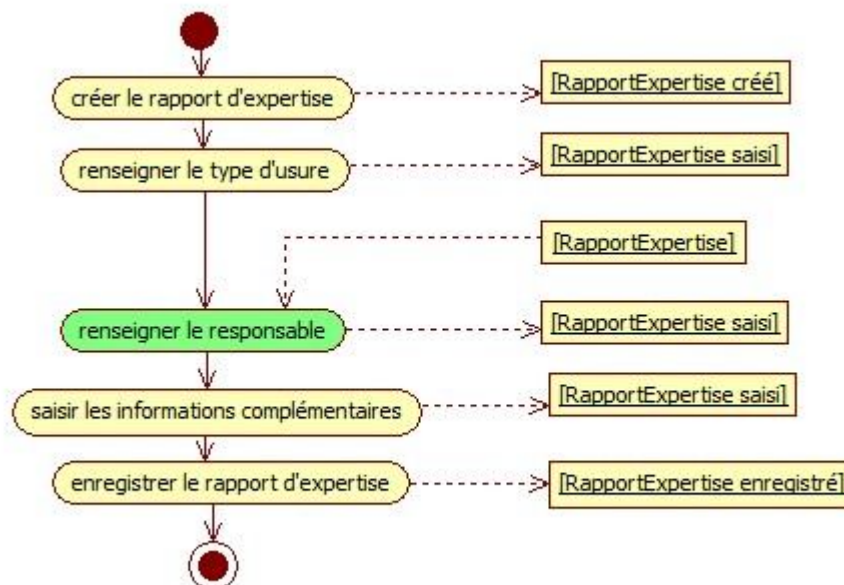 créer le rapport d'expertise
[RapportExpertise créé]
renseigner le type d'usure
[RapportExpertise saisi]
[RapportExpertise]
renseigner le responsable
[RapportExpertise saisi]
saisir les informations complémentaires
[RapportExpertise saisi]
enregistrer le rapport d'expertise
[RapportExpertise enregistré]